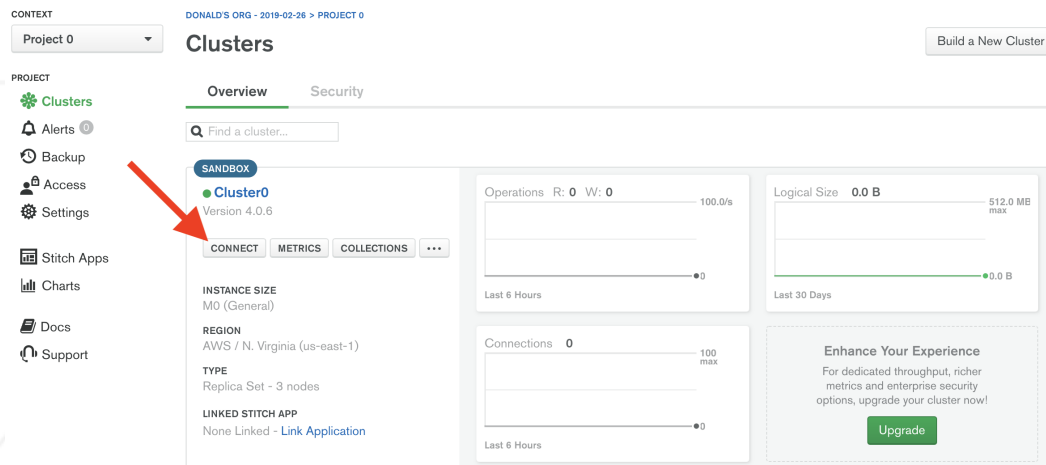 CONTEXT
Project 0
PROJECT
Clusters
Alerts 0
Backup
Access
Settings
Stitch Apps
Charts
Docs
Support
DONALD'S ORG - 2019-02-26 > PROJECT 0
Clusters
Build a New Cluster
Overview Security
Find a cluster...
SANDBOX
Cluster0
Version 4.0.6
CONNECT METRICS COLLECTIONS ...
INSTANCE SIZE
M0 (General)
REGION
AWS / N. Virginia (us-east-1)
TYPE
Replica Set - 3 nodes
LINKED STITCH APP
None Linked - Link Application
Operations R: 0 W: 0
100.0/s
0
Last 6 Hours
Logical Size 0.0 B
512.0 MB
max
0.0 B
Last 30 Days
Connections 0
100
max
0
Last 6 Hours
Enhance Your Experience
For dedicated throughput, richer
metrics and enterprise security
options, upgrade your cluster now!
Upgrade